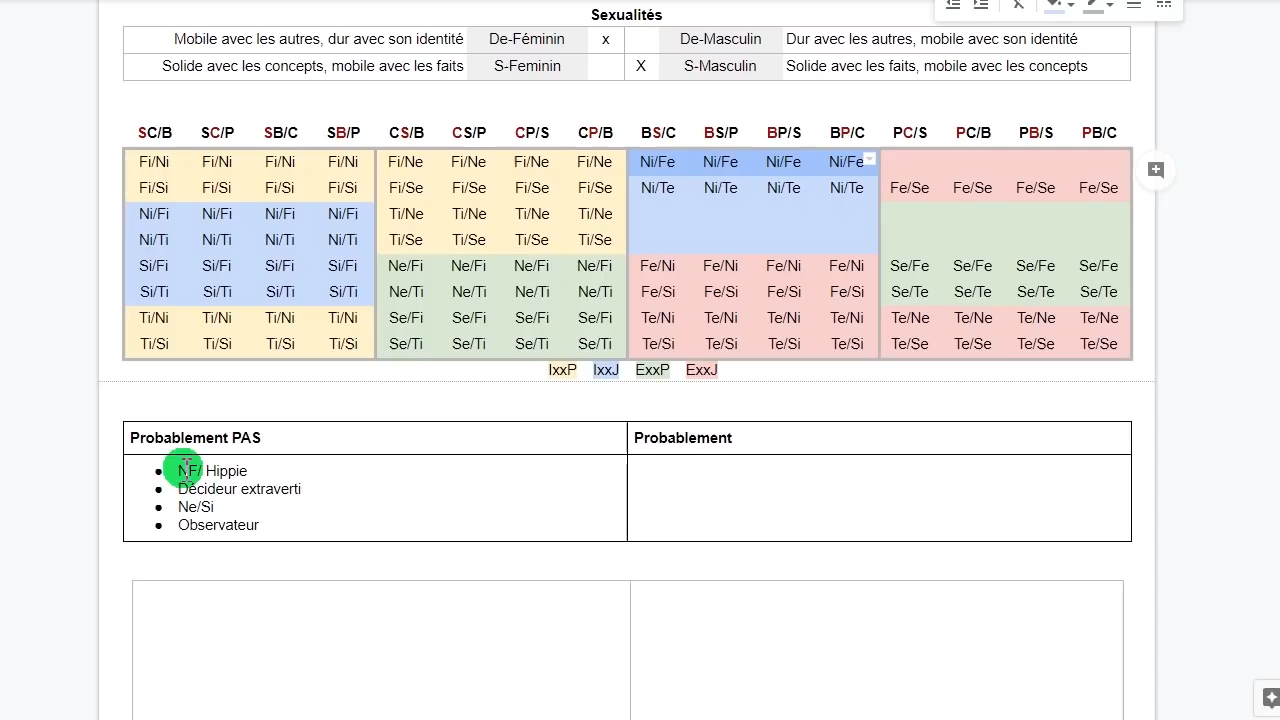 Sexualités
Mobile avec les autres, dur avec son identité De-Féminin x De-Masculin Dur avec les autres, mobile avec son identité
Solide avec les concepts, mobile avec les faits S-Feminin X S-Masculin Solide avec les faits, mobile avec les concepts
SC/B SC/P SB/C SB/P CS/B CS/P CP/S CP/B BS/C BS/P BP/S BP/C PC/S PC/B PB/S PB/C
Fi/Ni Fi/Ni Fi/Ni Fi/Ni Fi/Ne Fi/Ne Fi/Ne Fi/Ne Ni/Fe Ni/Fe Ni/Fe Ni/Fe
Fi/Si Fi/Si Fi/Si Fi/Si Fi/Se Fi/Se Fi/Se Fi/Se Ni/Te Ni/Te Ni/Te Ni/Te Fe/Se Fe/Se Fe/Se Fe/Se
Ni/Fi Ni/Fi Ni/Fi Ni/Fi Ti/Ne Ti/Ne Ti/Ne Ti/Ne
Ni/Ti Ni/Ti Ni/Ti Ni/Ti Ti/Se Ti/Se Ti/Se Ti/Se
Si/Fi Si/Fi Si/Fi Si/Fi Ne/Fi Ne/Fi Ne/Fi Ne/Fi Fe/Ni Fe/Ni Fe/Ni Fe/Ni Se/Fe Se/Fe Se/Fe Se/Fe
Si/Ti Si/Ti Si/Ti Si/Ti Ne/Ti Ne/Ti Ne/Ti Ne/Ti Fe/Si Fe/Si Fe/Si Fe/Si Se/Te Se/Te Se/Te Se/Te
Ti/Ni Ti/Ni Ti/Ni Ti/Ni Se/Fi Se/Fi Se/Fi Se/Fi Te/Ni Te/Ni Te/Ni Te/Ni Te/Ne Te/Ne Te/Ne Te/Ne
Ti/Si Ti/Si Ti/Si Ti/Si Se/Ti Se/Ti Se/Ti Se/Ti Te/Si Te/Si Te/Si Te/Si Te/Se Te/Se Te/Se Te/Se
IxxP IxxJ ExxP ExxJ
Probablement PAS Probablement
● NF/ Hippie
● Décideur extraverti
● Ne/Si
● Observateur